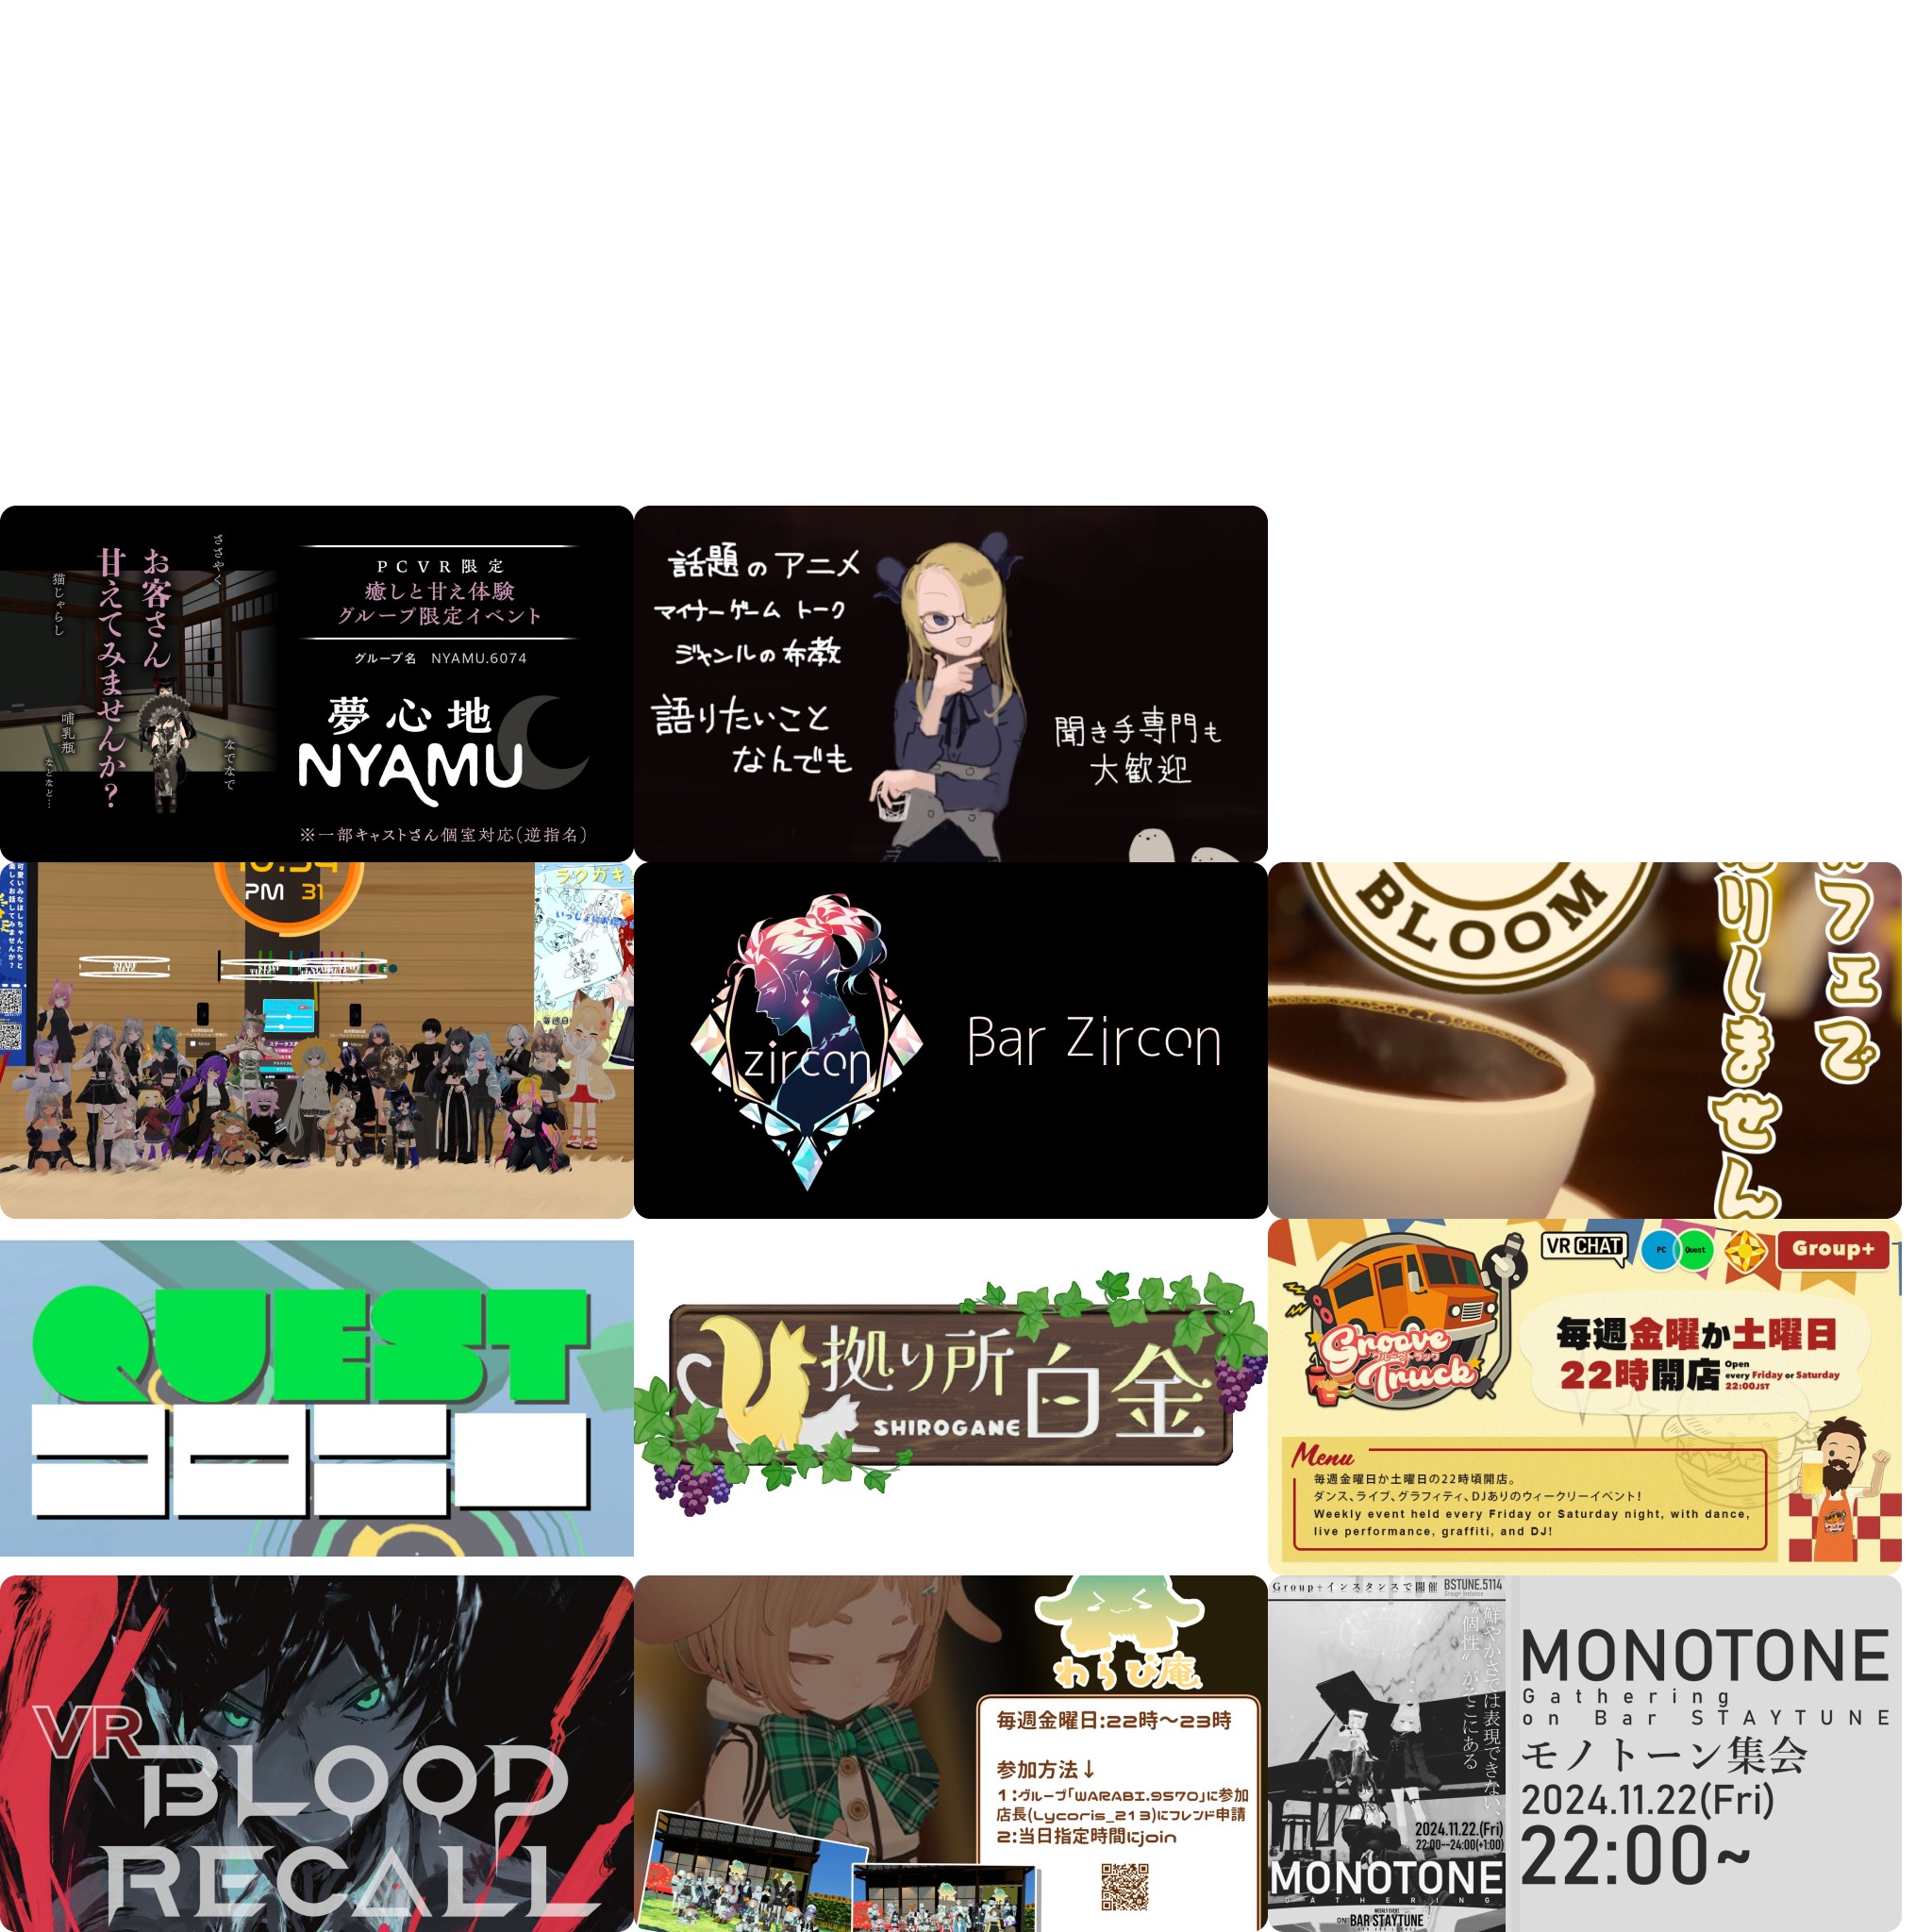 お客さん
甘えてみませんか?
ささやく
猫じゃらし
哺乳瓶
なでなで
などなど…
PCVR限定
癒しと甘え体験
グループ限定イベント
グループ名 NYAMU.6074
夢心地
NYAMU
※一部キャストさん個室対応(逆指名)
話題のアニメ
マイナーゲーム トーク
ジャンルの布教
語りたいこと
なんでも
聞き手専門も
大歓迎
PM 31
ラクガキ
zircon
Bar Zircon
BLOOM
フェで
りしません
QUEST
拠り所
白金
SHIROGANE
VRCHAT
PC Quest
Group+
Groove
グルーヴトラック
Truck
毎週金曜か土曜日
22時開店
Open
every Friday or Saturday
22:00JST
Menu
毎週金曜日か土曜日の22時頃開店。
ダンス、ライブ、グラフィティ、DJありのウィークリーイベント!
Weekly event held every Friday or Saturday night, with dance,
live performance, graffiti, and DJ!
VR
BLOOD
RECALL
わらび庵
毎週金曜日:22時〜23時
参加方法↓
1:グループ「WARABI.9570」に参加
店長(Lycoris_213)にフレンド申請
2:当日指定時間にjoin
Group+インスタンスで開催 BSTUNE.5114
Group+ Instance
鮮やかさでは表現できない、
“個性”がそこにある
2024.11.22.(Fri)
22:00~~24:00(+1:00)
MONOTONE
GATHERING
WEEKLY EVENT
ON BAR STAYTUNE
MONOTONE
Gathering
on Bar STAYTUNE
モノトーン集会
2024.11.22(Fri)
22:00~